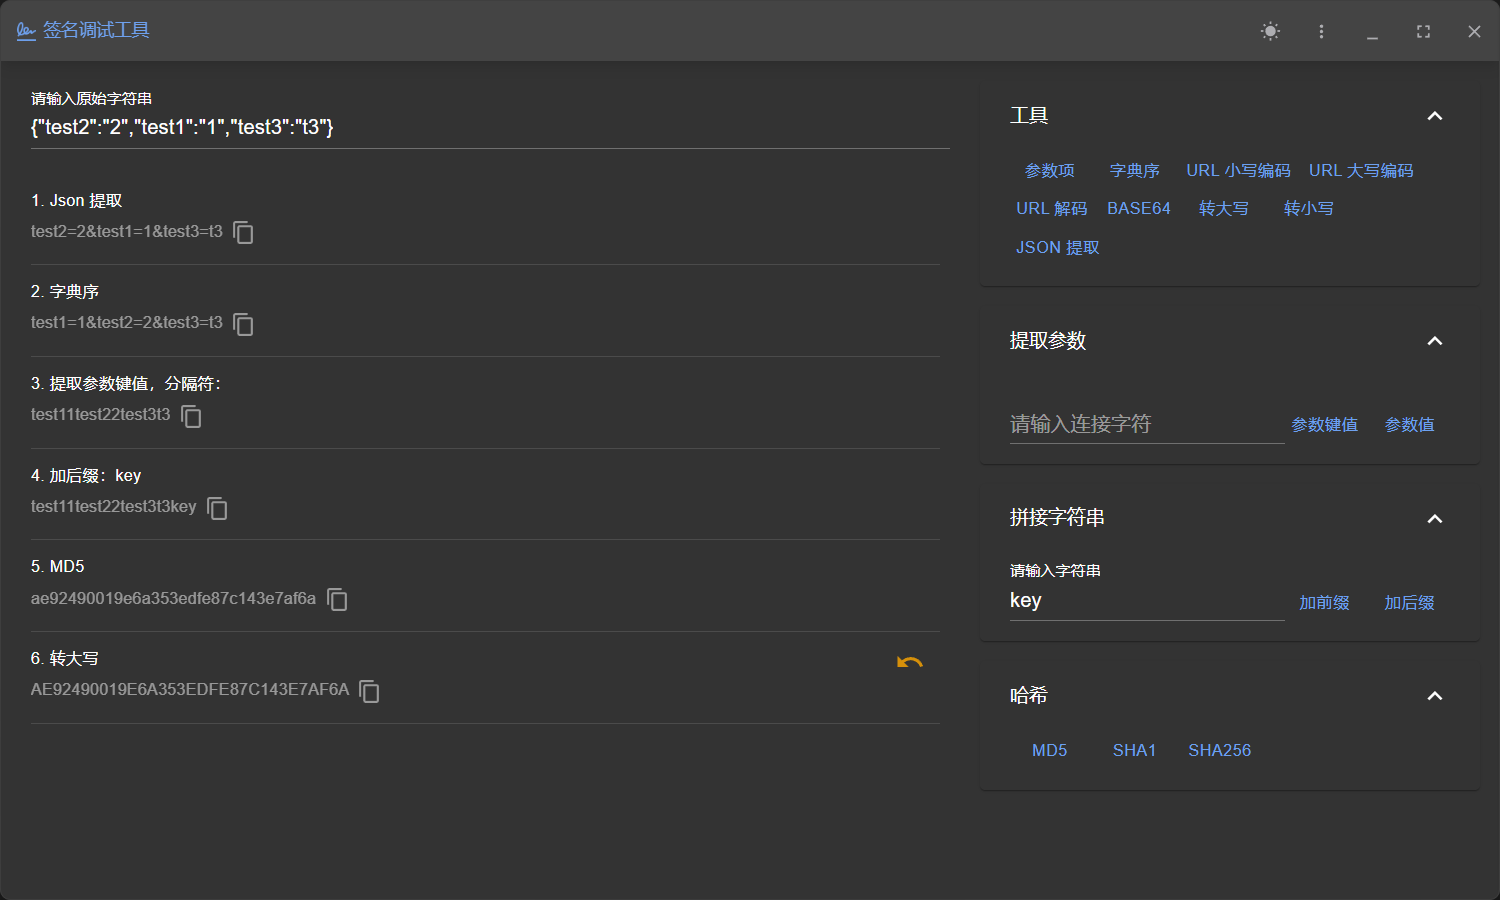 签名调试工具
请输入原始字符串
{"test2":"2","test1":"1","test3":"t3"}
1. Json 提取
test2=2&test1=1&test3=t3
2. 字典序
test1=1&test2=2&test3=t3
3. 提取参数键值，分隔符：
test11test22test3t3
4. 加后缀：key
test11test22test3t3key
5. MD5
ae92490019e6a353edfe87c143e7af6a
6. 转大写
AE92490019E6A353EDFE87C143E7AF6A
工具
参数项 字典序 URL 小写编码 URL 大写编码
URL 解码 BASE64 转大写 转小写
JSON 提取
提取参数
请输入连接字符 参数键值 参数值
拼接字符串
请输入字符串
key 加前缀 加后缀
哈希
MD5 SHA1 SHA256